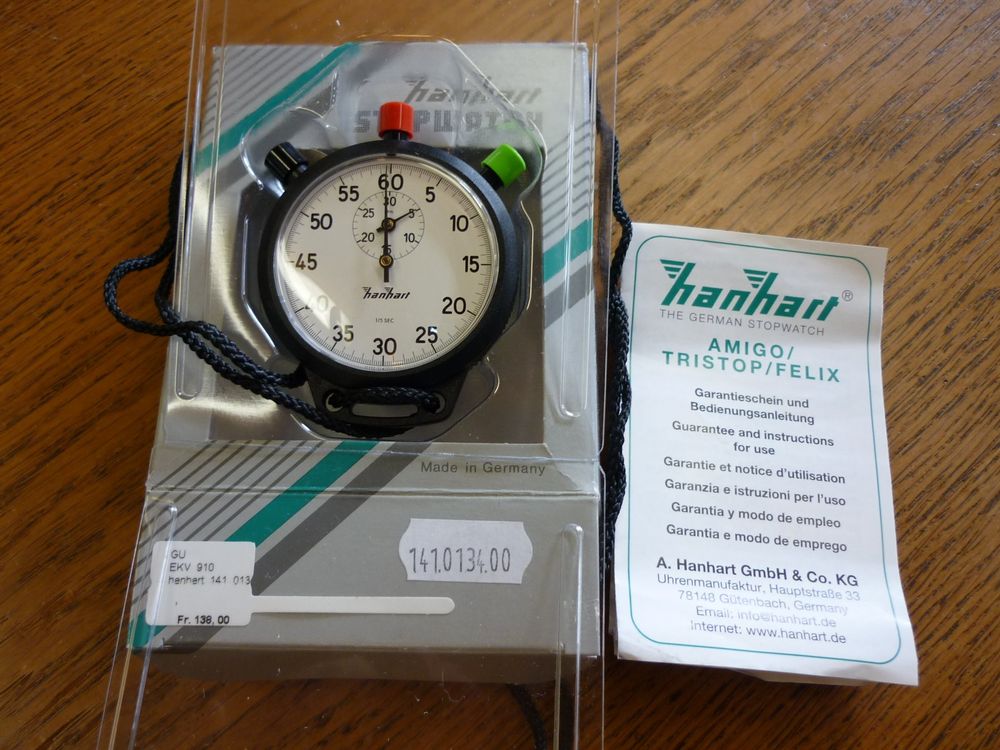 hanhart
STOPWATCH
60
5
10
15
20
25
30
35
40
45
50
55
30
5
10
15
20
25
hanhart
1/5 SEC
Made in Germany
GU
EKV 910
hanhart 141 013
Fr. 138.00
141.0134.00
hanhart®
THE GERMAN STOPWATCH
AMIGO/
TRISTOP/FELIX
Garantieschein und
Bedienungsanleitung
Guarantee and instructions
for use
Garantie et notice d'utilisation
Garanzia e istruzioni per l'uso
Garantia y modo de empleo
Garantia e modo de emprego
A. Hanhart GmbH & Co. KG
Uhrenmanufaktur, Hauptstraße 33
78148 Gütenbach, Germany
Email: info@hanhart.de
Internet: www.hanhart.de